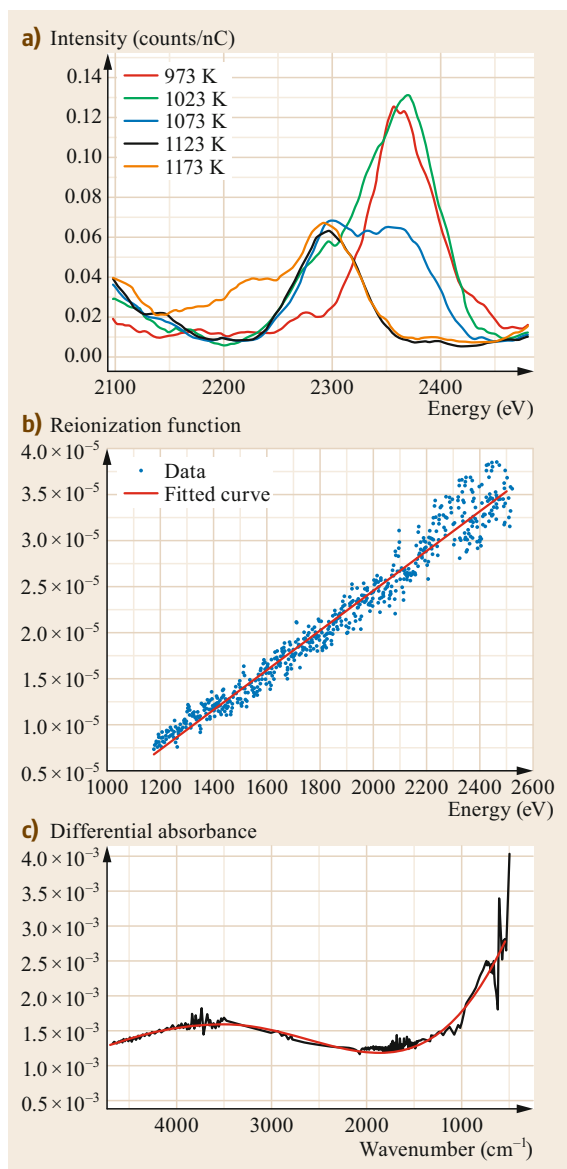 a) Intensity (counts/nC)
0.14
0.12
0.10
0.08
0.06
0.04
0.02
0.00
973 K
1023 K
1073 K
1123 K
1173 K
2100 2200 2300 2400
Energy (eV)
b) Reionization function
4.0 × 10⁻⁵
3.5 × 10⁻⁵
3.0 × 10⁻⁵
2.5 × 10⁻⁵
2.0 × 10⁻⁵
1.5 × 10⁻⁵
1.0 × 10⁻⁵
0.5 × 10⁻⁵
Data
Fitted curve
1000 1200 1400 1600 1800 2000 2200 2400 2600
Energy (eV)
c) Differential absorbance
4.0 × 10⁻³
3.5 × 10⁻³
3.0 × 10⁻³
2.5 × 10⁻³
2.0 × 10⁻³
1.5 × 10⁻³
1.0 × 10⁻³
0.5 × 10⁻³
4000 3000 2000 1000
Wavenumber (cm⁻¹)